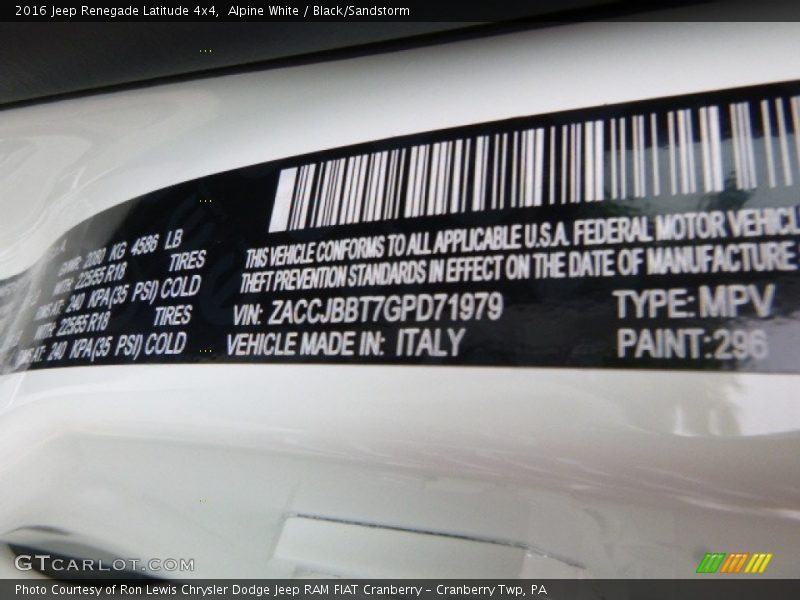 2016 Jeep Renegade Latitude 4x4,  Alpine White / Black/Sandstorm
THIS VEHICLE CONFORMS TO ALL APPLICABLE U.S.A. FEDERAL MOTOR VEHICL
THEFT PREVENTION STANDARDS IN EFFECT ON THE DATE OF MANUFACTURE
VIN: ZACCJBBT7GPD71979
TYPE: MPV
VEHICLE MADE IN: ITALY
PAINT: 296
GVWR: 2080 KG 4586 LB
WITH: 225/55 R18 TIRES
AT: 240 KPA(35 PSI) COLD
WITH: 225/55 R18 TIRES
AT: 240 KPA(35 PSI) COLD
GTCARLOT.COM
Photo Courtesy of Ron Lewis Chrysler Dodge Jeep RAM FIAT Cranberry – Cranberry Twp, PA